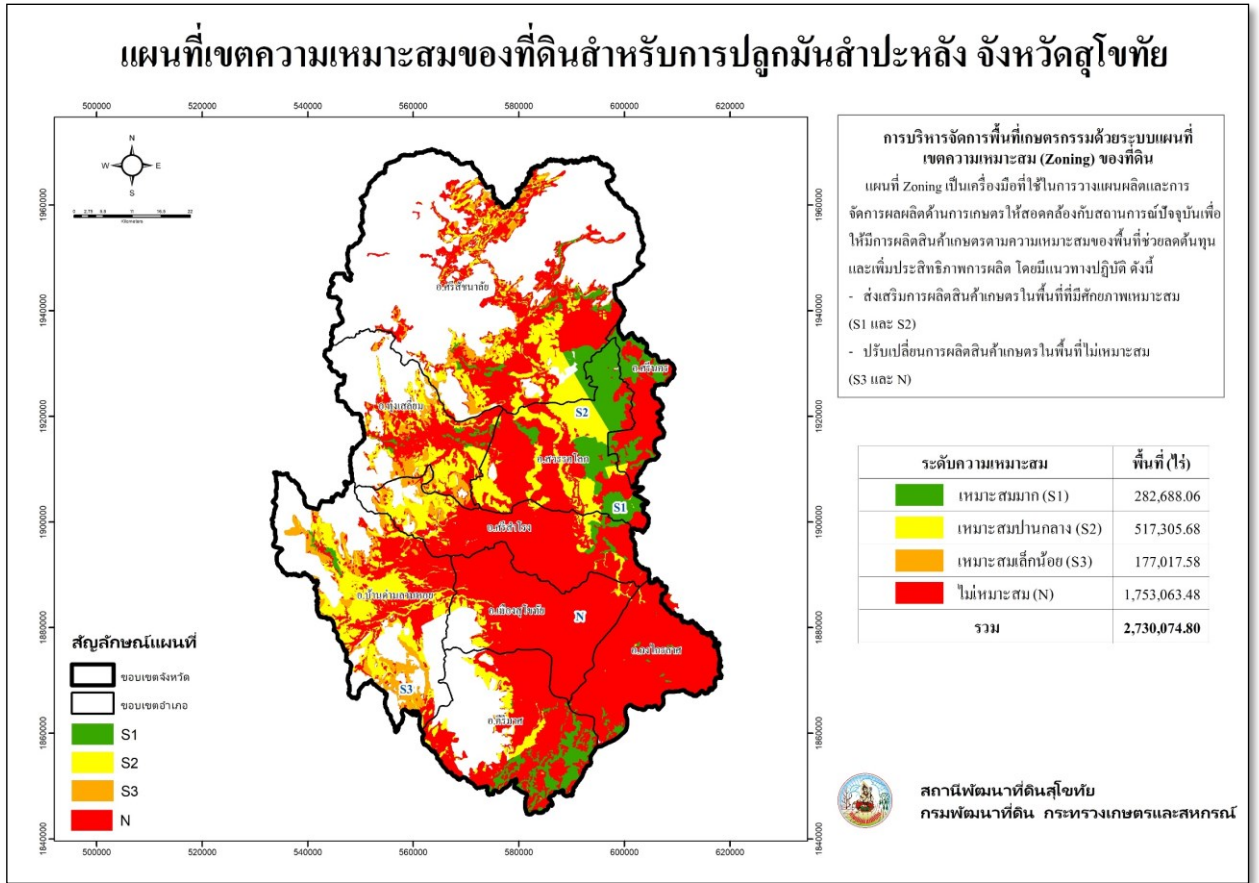 แผนที่เขตความเหมาะสมของที่ดินสำหรับการปลูกมันสำปะหลัง จังหวัดสุโขทัย
500000 520000 540000 560000 580000 600000 620000
N
W E
S
0 2.75 5.5 11 16.5 22
Kilometers
1960000
1940000
1920000
1900000
1880000
1860000
1840000
1960000
1940000
1920000
1900000
1880000
1860000
1840000
อ.ศรีสัชนาลัย
อ.ศรีนคร
อ.ทุ่งเสลี่ยม
S2
อ.สวรรคโลก
S1
อ.ศรีสำโรง
อ.บ้านด่านลานหอย
อ.เมืองสุโขทัย
N
อ.กงไกรลาศ
S3
อ.คีรีมาศ
สัญลักษณ์แผนที่
ขอบเขตจังหวัด
ขอบเขตอำเภอ
S1
S2
S3
N
500000 520000 540000 560000 580000 600000 620000
การบริหารจัดการพื้นที่เกษตรกรรมด้วยระบบแผนที่
เขตความเหมาะสม (Zoning) ของที่ดิน
แผนที่ Zoning เป็นเครื่องมือที่ใช้ในการวางแผนผลิตและการ
จัดการผลผลิตด้านการเกษตรให้สอดคล้องกับสถานการณ์ปัจจุบันเพื่อ
ให้มีการผลิตสินค้าเกษตรตามความเหมาะสมของพื้นที่ช่วยลดต้นทุน
และเพิ่มประสิทธิภาพการผลิต โดยมีแนวทางปฏิบัติ ดังนี้
- ส่งเสริมการผลิตสินค้าเกษตรในพื้นที่ที่มีศักยภาพเหมาะสม
(S1 และ S2)
- ปรับเปลี่ยนการผลิตสินค้าเกษตรในพื้นที่ไม่เหมาะสม
(S3 และ N)
ระดับความเหมาะสม พื้นที่ (ไร่)
เหมาะสมมาก (S1) 282,688.06
เหมาะสมปานกลาง (S2) 517,305.68
เหมาะสมเล็กน้อย (S3) 177,017.58
ไม่เหมาะสม (N) 1,753,063.48
รวม 2,730,074.80
สถานีพัฒนาที่ดินสุโขทัย
กรมพัฒนาที่ดิน กระทรวงเกษตรและสหกรณ์